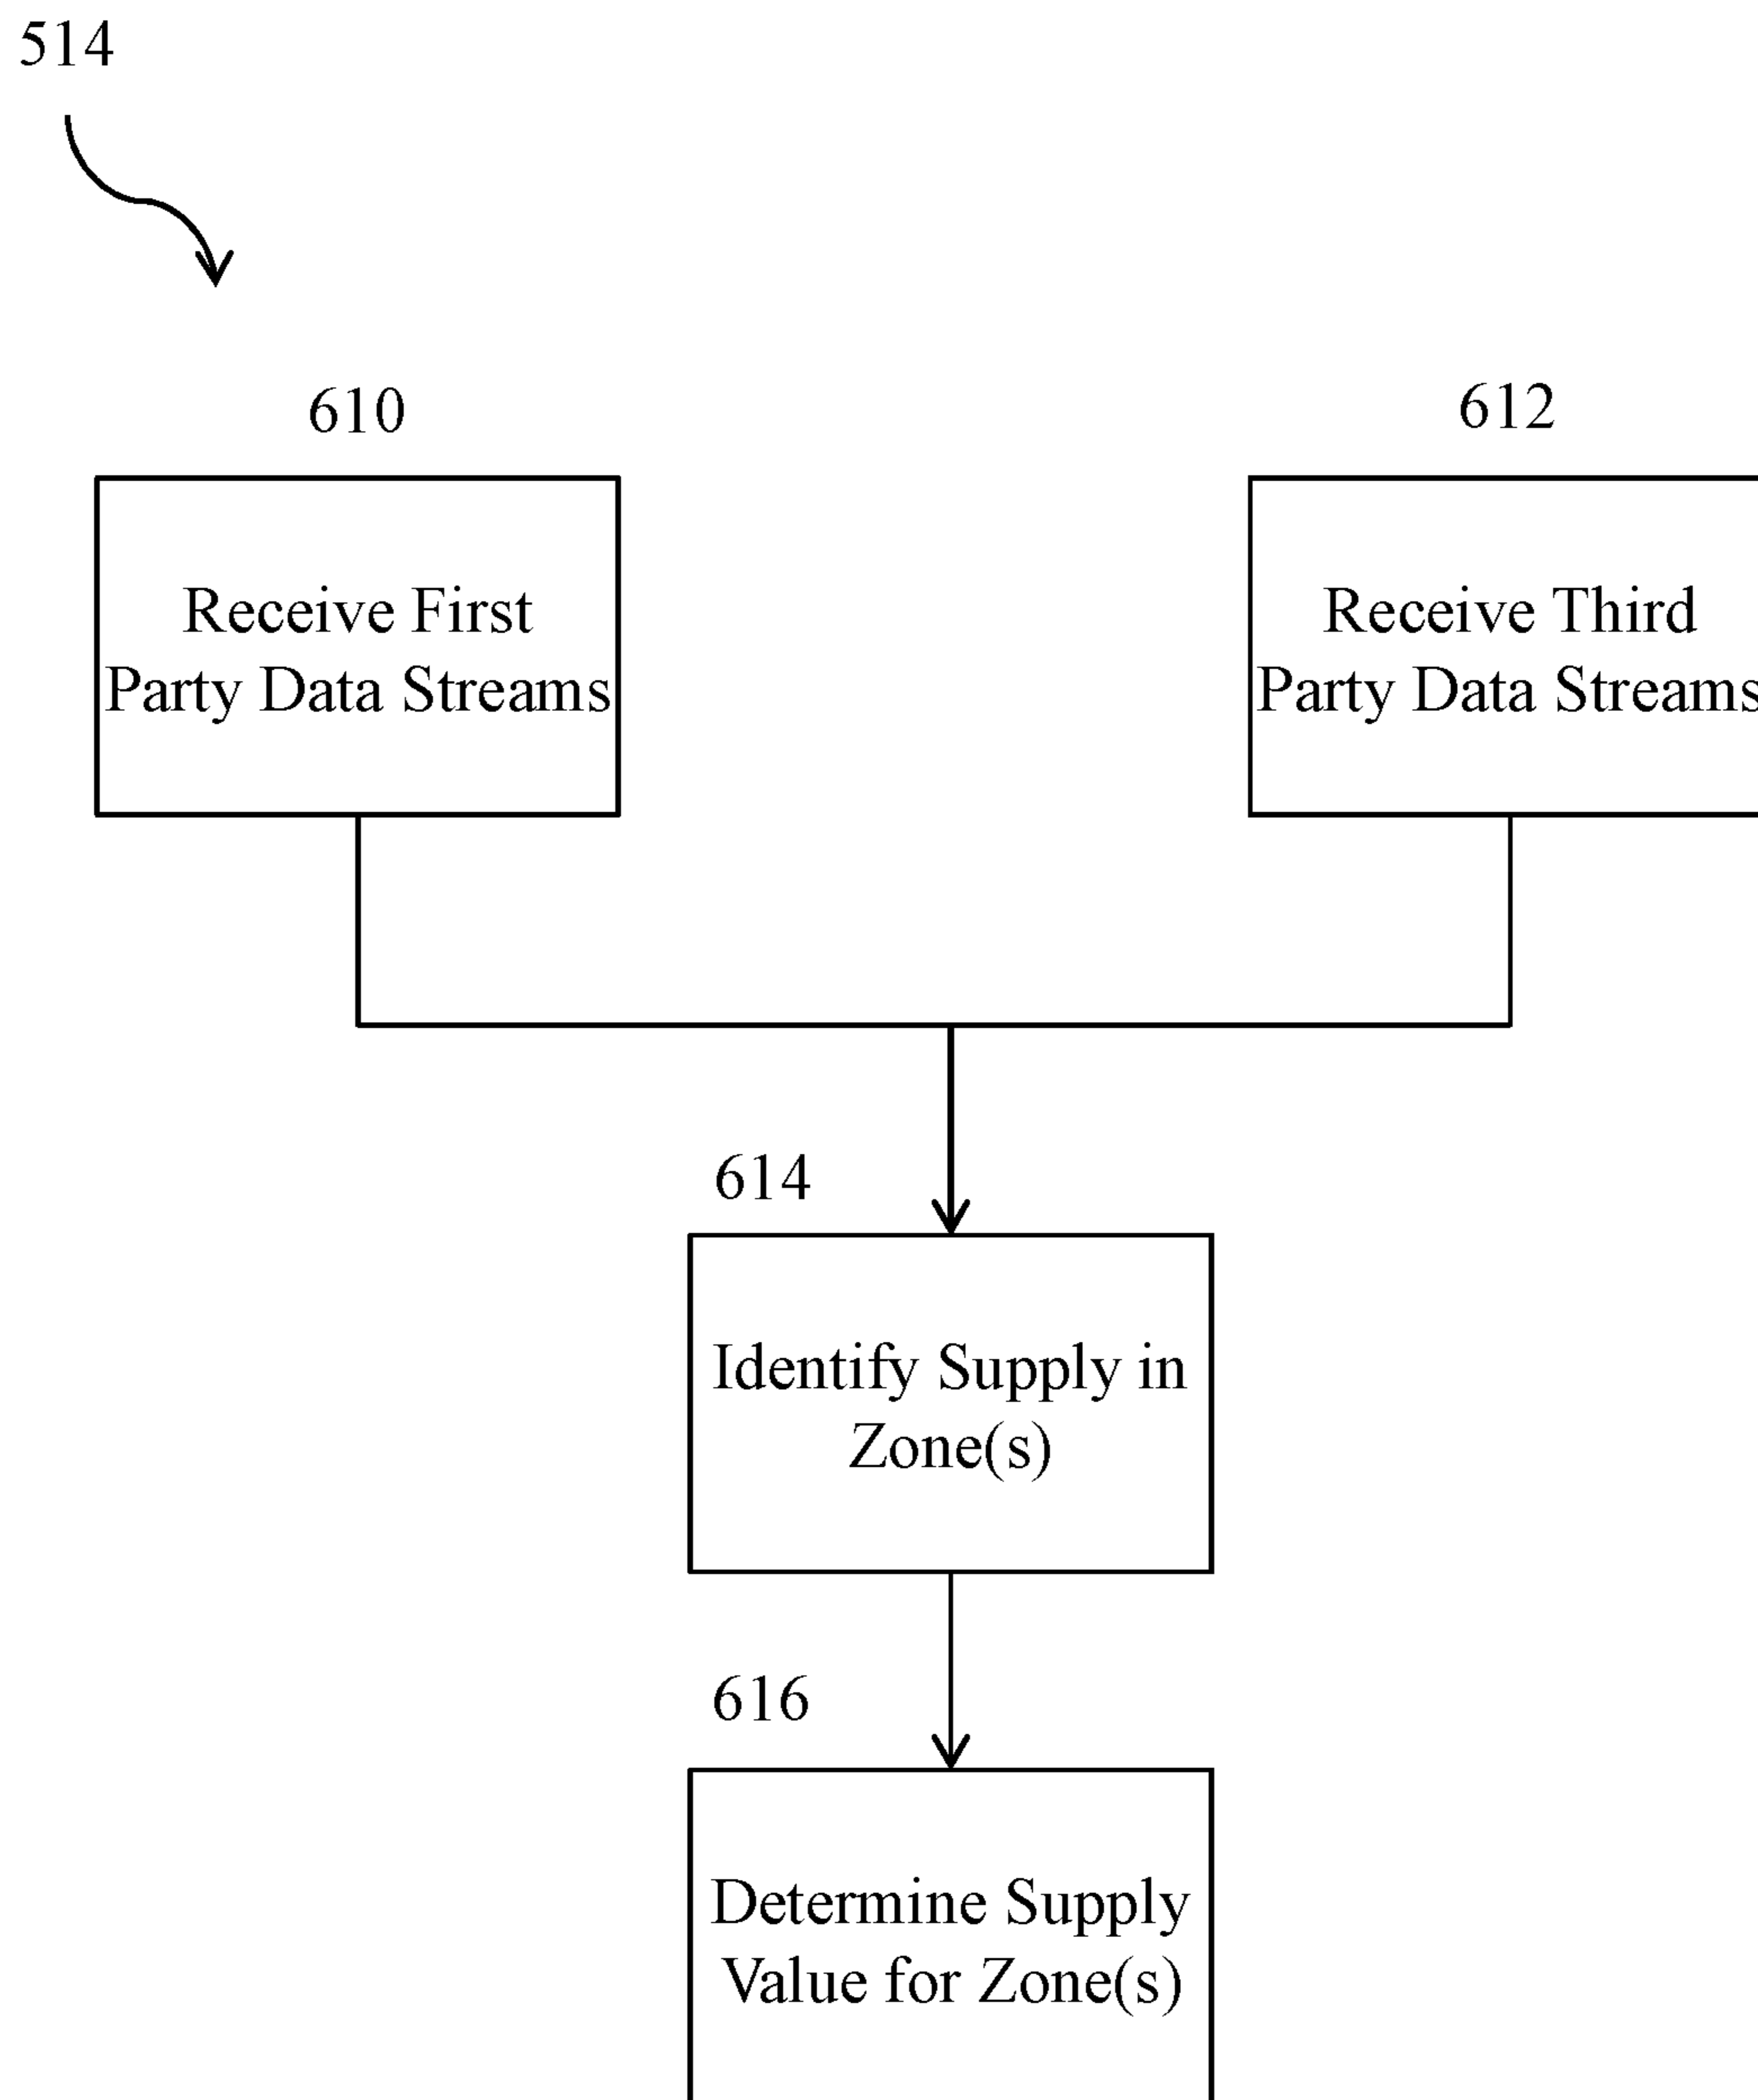 514
610
612
Receive First
Party Data Streams
Receive Third
Party Data Streams
614
Identify Supply in
Zone(s)
616
Determine Supply
Value for Zone(s)